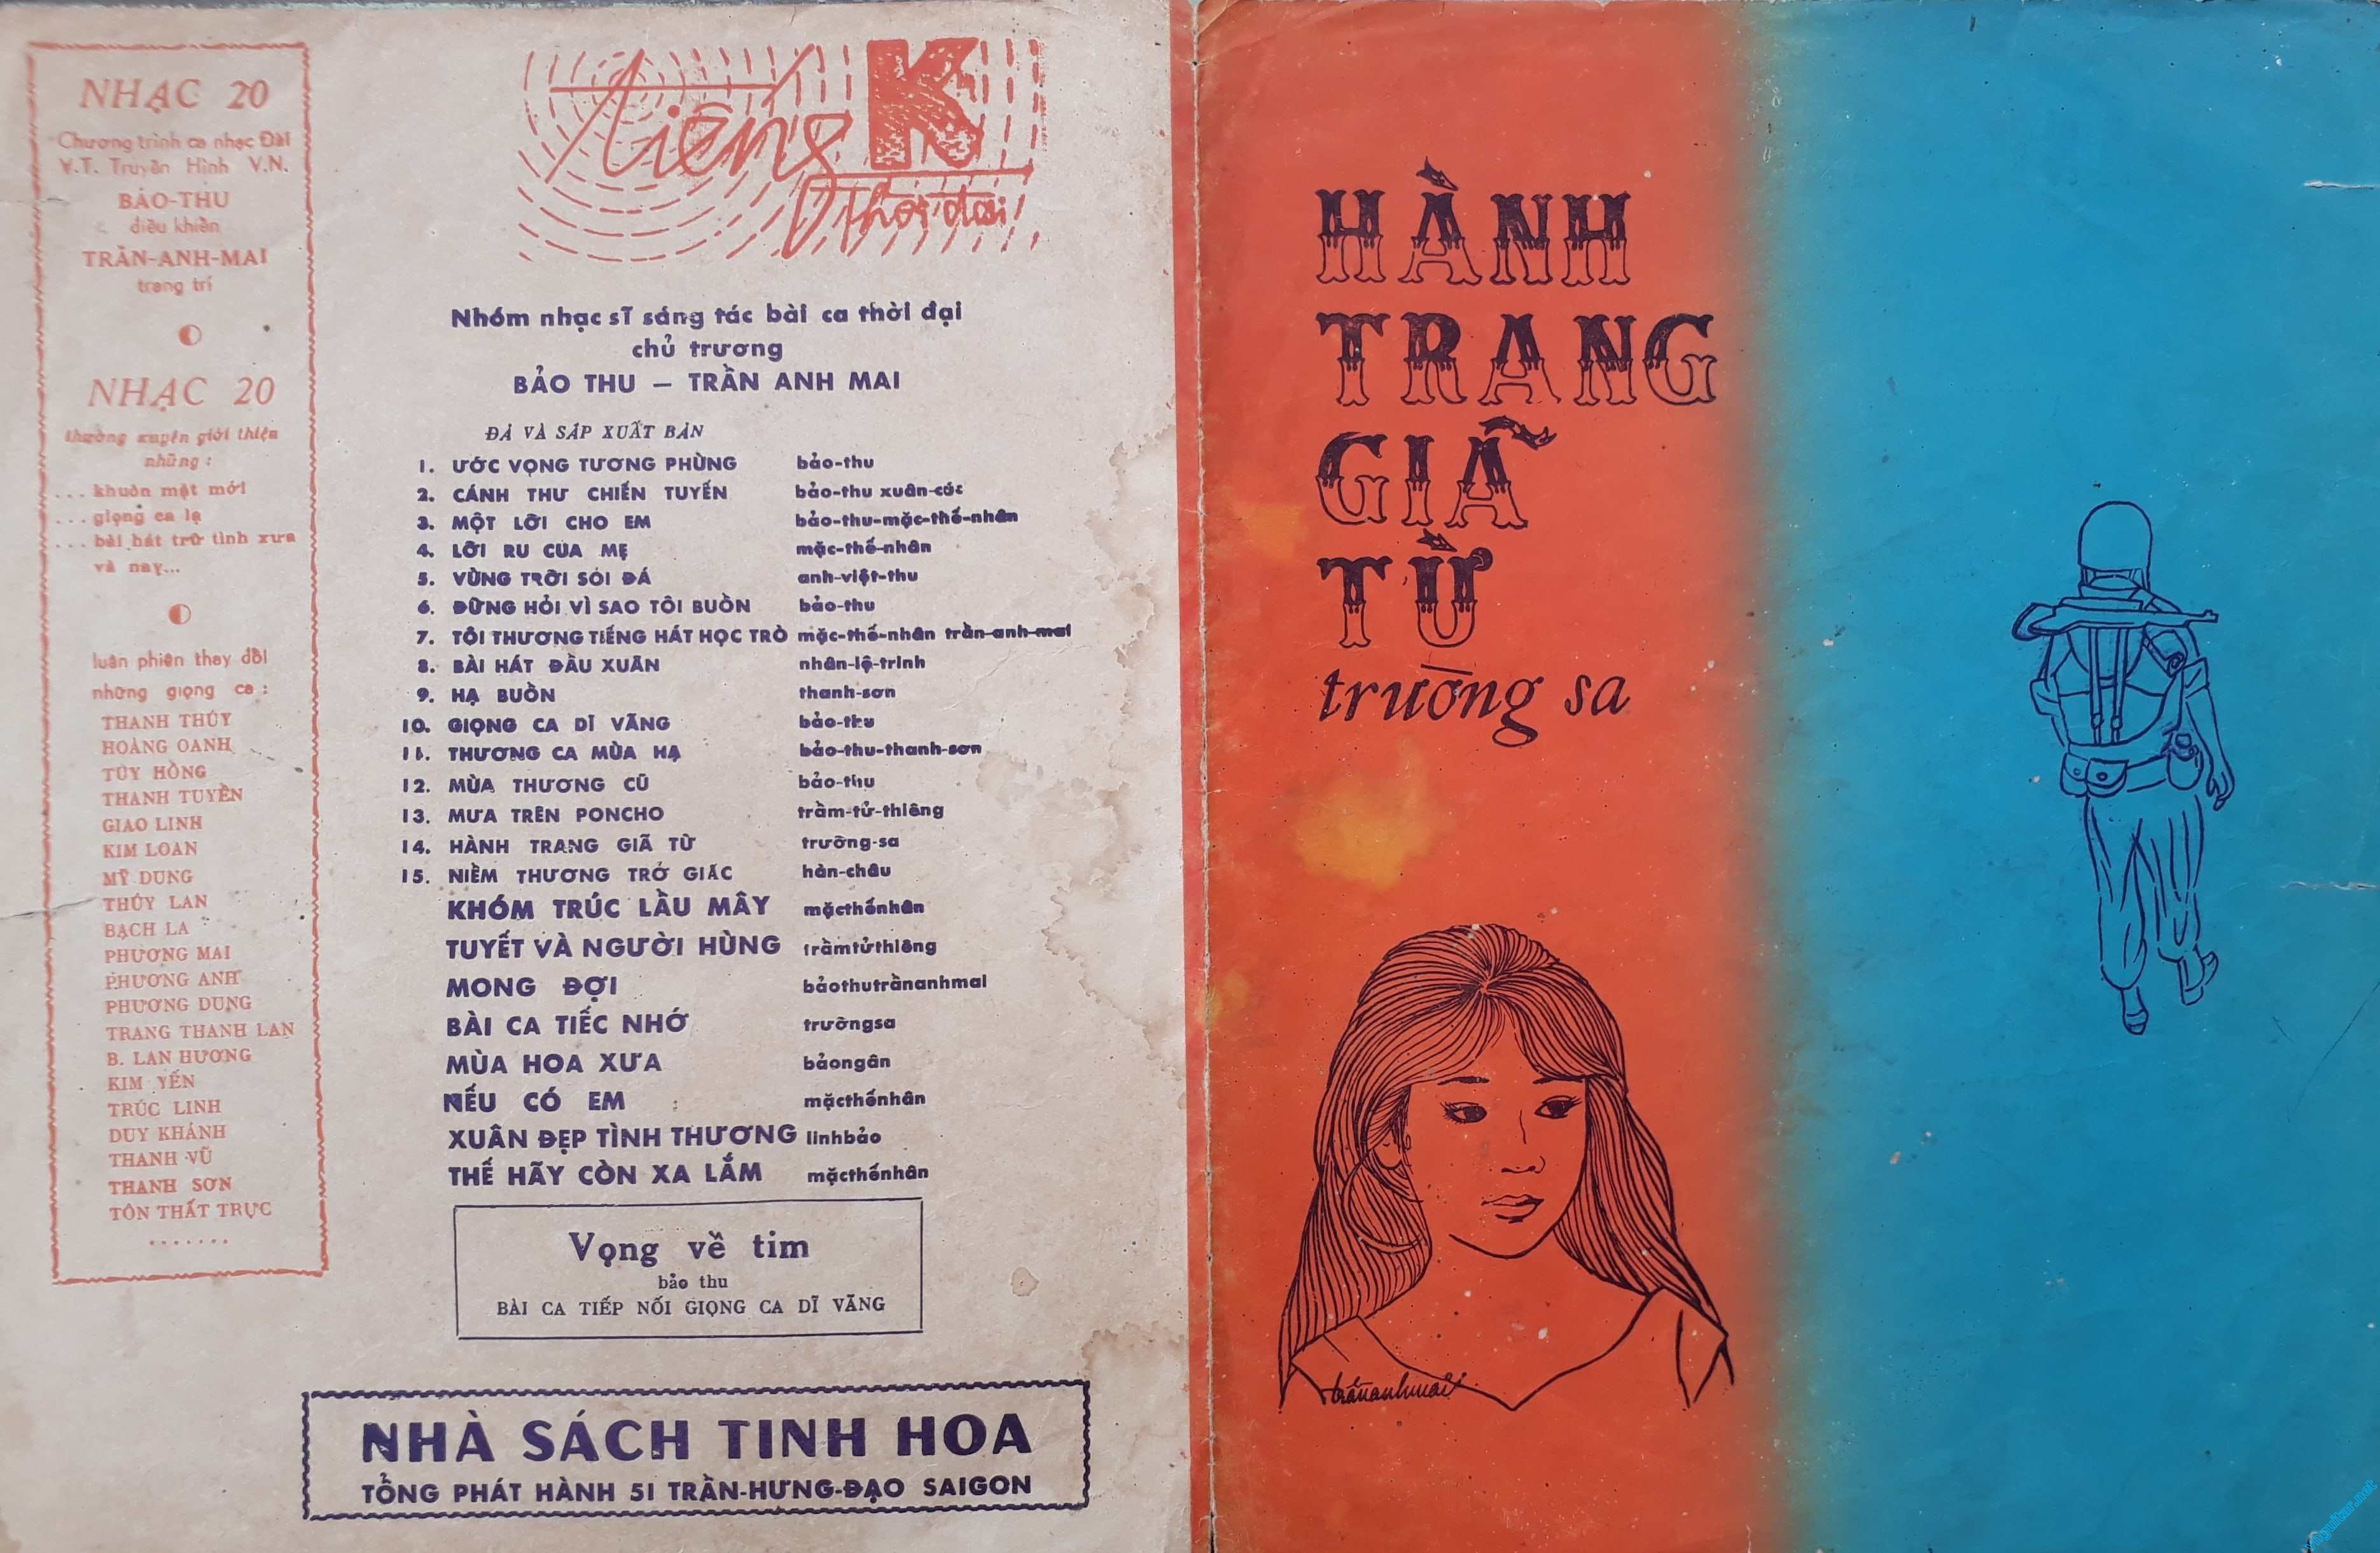 NHẠC 20
Chương trình ca nhạc Đài
V.T. Truyền Hình V.N.
BẢO-THU
điều khiển
TRẦN-ANH-MAI
trang trí
NHẠC 20
thường xuyên giới thiệu
những :
... khuôn mặt mới
... giọng ca lạ
... bài hát trữ tình xưa
và nay...
luân phiên thay đổi
những giọng ca :
THANH THÚY
HOÀNG OANH
TÚY HỒNG
THANH TUYỀN
GIAO LINH
KIM LOAN
MỸ DUNG
THÚY LAN
BẠCH LA
PHƯƠNG MAI
PHƯƠNG ANH
PHƯƠNG DUNG
TRANG THANH LAN
B. LAN HƯƠNG
KIM YẾN
TRÚC LINH
DUY KHÁNH
THANH VŨ
THANH SƠN
TÔN THẤT TRỰC
.......
tiếng K
thời đại
Nhóm nhạc sĩ sáng tác bài ca thời đại
chủ trương
BẢO THU — TRẦN ANH MAI
ĐÃ VÀ SẮP XUẤT BẢN
1. ƯỚC VỌNG TƯƠNG PHÙNG bảo-thu
2. CÁNH THƯ CHIẾN TUYẾN bảo-thu xuân-cúc
3. MỘT LỜI CHO EM bảo-thu-mặc-thế-nhân
4. LỜI RU CỦA MẸ mặc-thế-nhân
5. VÙNG TRỜI SỎI ĐÁ anh-việt-thu
6. ĐỪNG HỎI VÌ SAO TÔI BUỒN bảo-thu
7. TÔI THƯƠNG TIẾNG HÁT HỌC TRÒ mặc-thế-nhân trần-anh-mai
8. BÀI HÁT ĐẦU XUÂN nhân-lệ-trinh
9. HẠ BUỒN thanh-sơn
10. GIỌNG CA DĨ VÃNG bảo-thu
11. THƯƠNG CA MÙA HẠ bảo-thu-thanh-sơn
12. MÙA THƯƠNG CŨ bảo-thu
13. MƯA TRÊN PONCHO trầm-tử-thiêng
14. HÀNH TRANG GIÃ TỪ trường-sa
15. NIỀM THƯƠNG TRỞ GIẤC hàn-châu
KHÓM TRÚC LẦU MÂY mặcthếnhân
TUYẾT VÀ NGƯỜI HÙNG trầmtửthiêng
MONG ĐỢI bảothutrầnanhmai
BÀI CA TIẾC NHỚ trườngsa
MÙA HOA XƯA bảongân
NẾU CÓ EM mặcthếnhân
XUÂN ĐẸP TÌNH THƯƠNG linhbảo
THẾ HÃY CÒN XA LẮM mặcthếnhân
Vọng về tim
bảo thu
BÀI CA TIẾP NỐI GIỌNG CA DĨ VÃNG
NHÀ SÁCH TINH HOA
TỔNG PHÁT HÀNH 51 TRẦN-HƯNG-ĐẠO SAIGON
HÀNH
TRANG
GIÃ
TỪ
trường sa
trầnanhmai